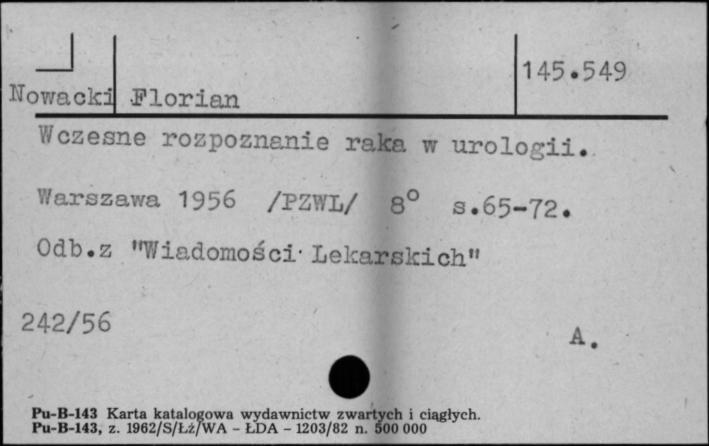 145.549
Nowacki Florian
Wczesne rozpoznanie raka w urologii.
Warszawa 1956 /PZWL/ 8° s.65-72.
Odb.z "Wiadomości Lekarskich"
242/56
A.
Pu-B-143 Karta katalogowa wydawnictw zwartych i ciągłych.
Pu-B-143, z. 1962/S/Łż/WA - ŁDA - 1203/82 n. 500 000